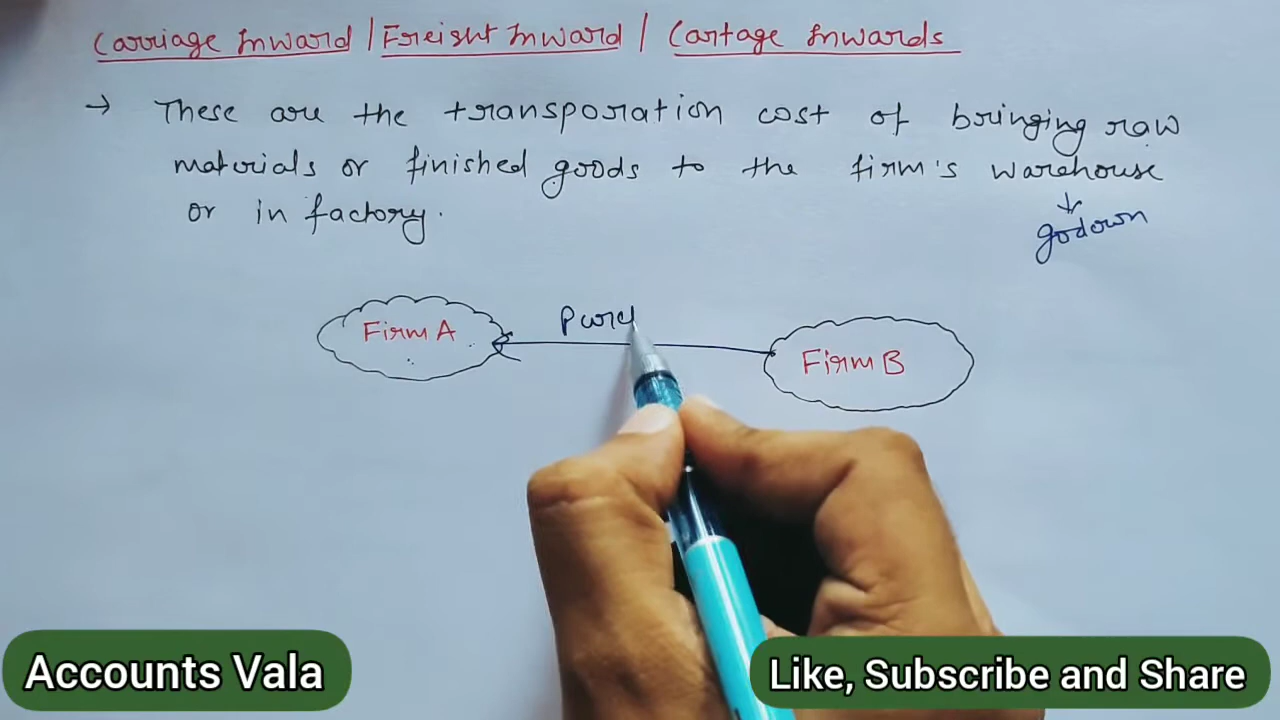 Carriage Inward / Freight Inward / Cartage Inwards
→ These are the transporation cost of bringing raw
materials or finished goods to the firm's warehouse
or in factory.
godown
Purc
Firm A
Firm B
Accounts Vala
Like, Subscribe and Share